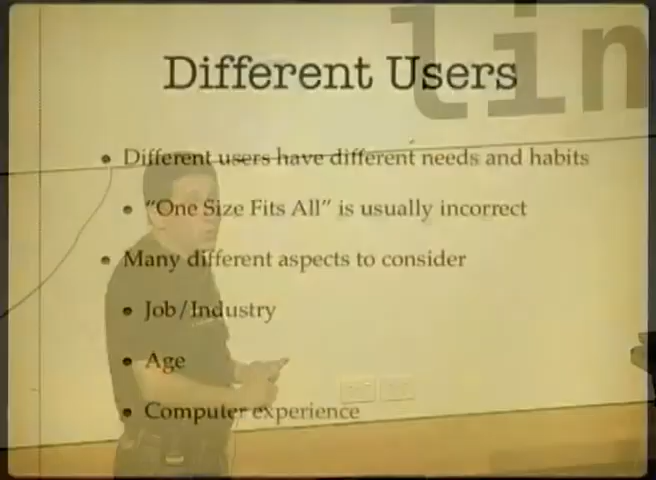 lin
Different Users
Different users have different needs and habits
"One Size Fits All" is usually incorrect
Many different aspects to consider
Job/Industry
Age
Computer experience